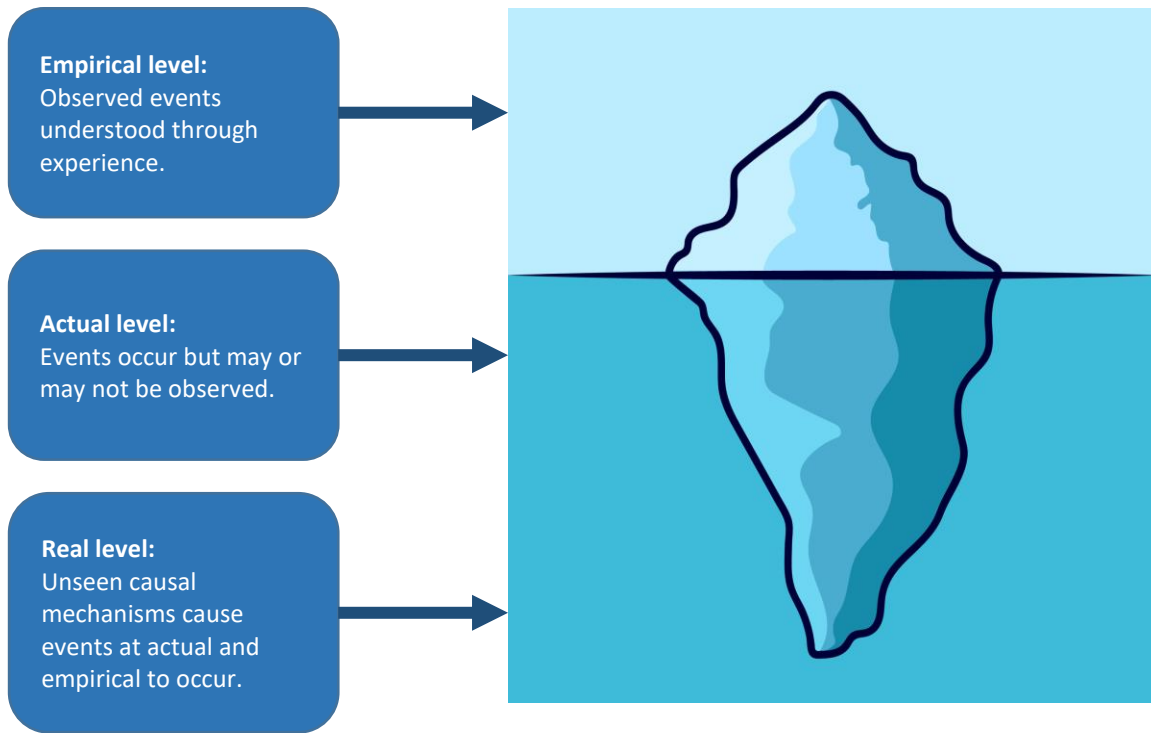 Empirical level:
Observed events
understood through
experience.
Actual level:
Events occur but may or
may not be observed.
Real level:
Unseen causal
mechanisms cause
events at actual and
empirical to occur.